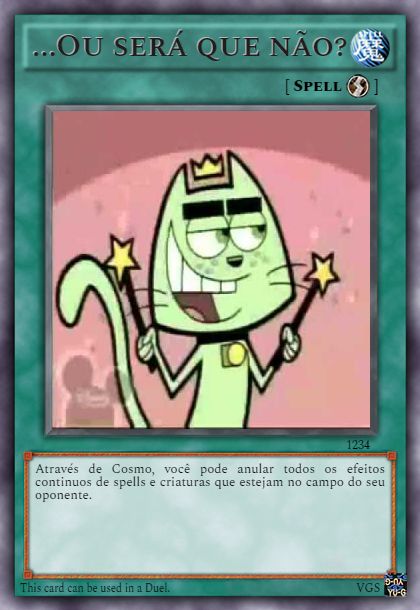 ...Ou será que não?
[ Spell ]
1234
Através de Cosmo, você pode anular todos os efeitos
continuos de spells e criaturas que estejam no campo do seu
oponente.
This card can be used in a Duel.
VGS